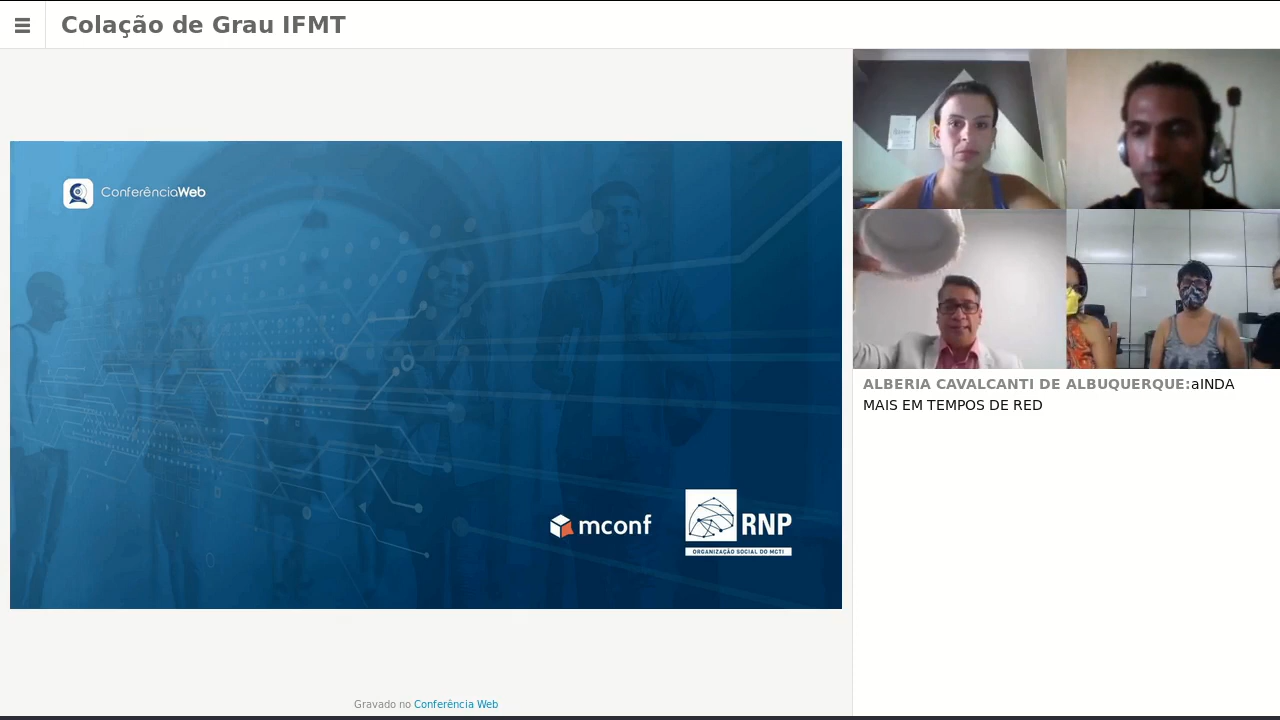 Colação de Grau IFMT
ConferênciaWeb
mconf
RNP
ORGANIZAÇÃO SOCIAL DO MCTI
ALBERIA CAVALCANTI DE ALBUQUERQUE:aINDA
MAIS EM TEMPOS DE RED
Gravado no Conferência Web